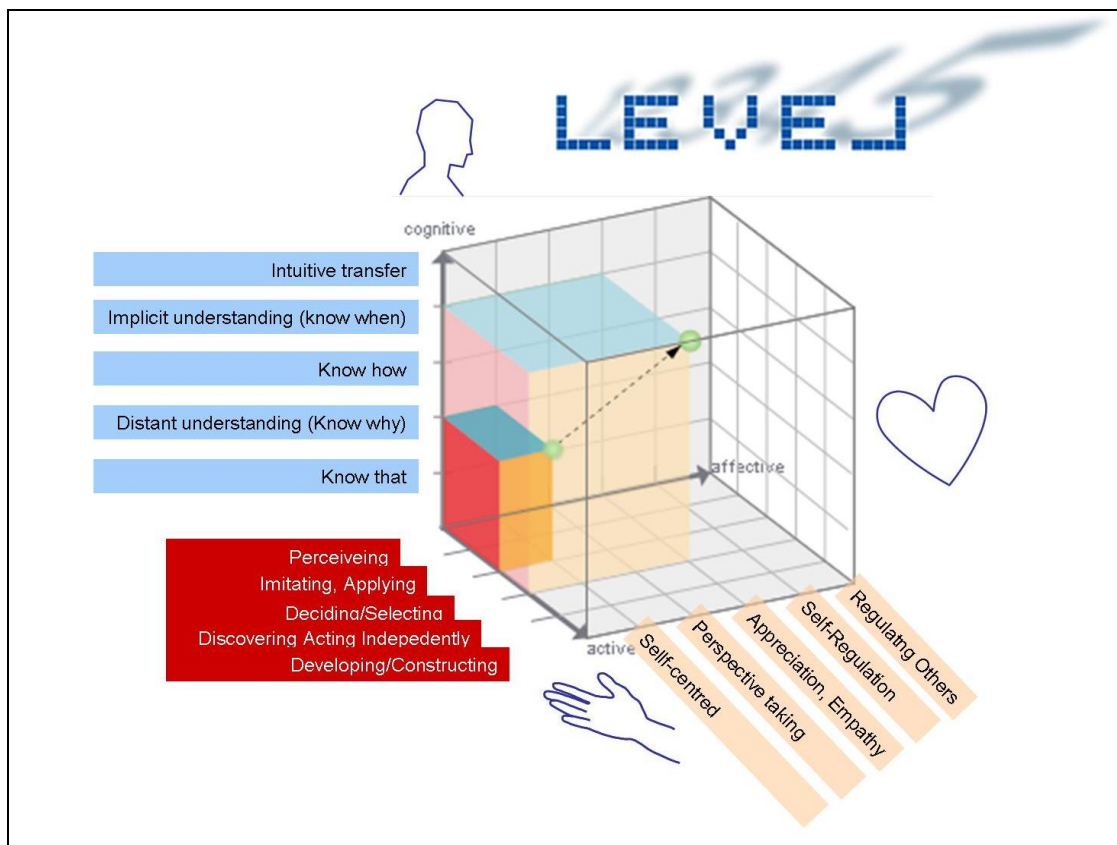 LEVEL
cognitive
Intuitive transfer
Implicit understanding (know when)
Know how
Distant understanding (Know why)
Know that
affective
Perceiveing
Imitating, Applying
Deciding/Selecting
Discovering Acting Indepedently
Developing/Constructing
active
Sellf-centred
Perspective taking
Appreciation, Empathy
Self-Regulation
Regulatng Others